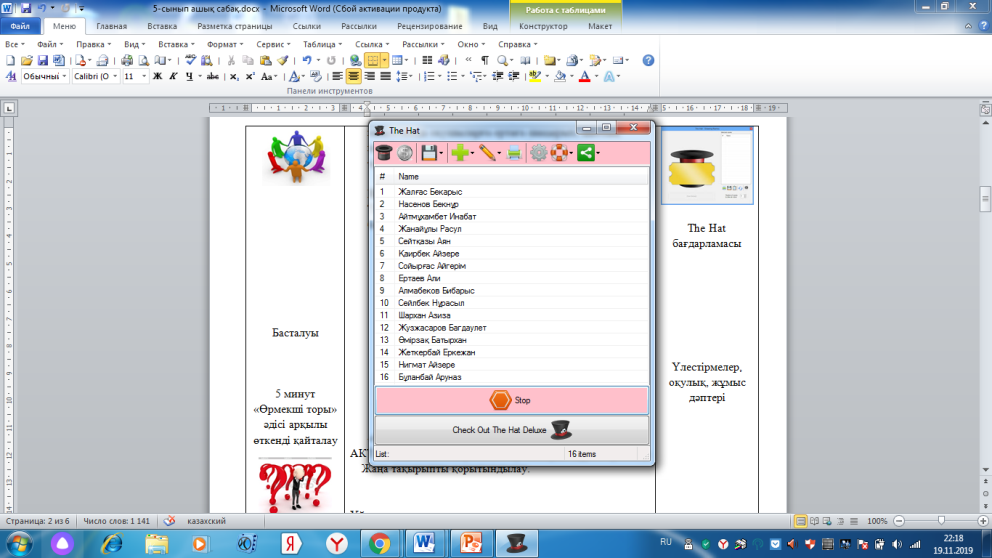 5-сынып ашық сабақ.docx - Microsoft Word (Сбой активации продукта)
Работа с таблицами
Файл Меню Главная Вставка Разметка страницы Ссылки Рассылки Рецензирование Вид Конструктор Макет
Все Файл Правка Вид Вставка Формат Сервис Таблица Ссылка Рассылки Окно Справка
Обычный Calibri (О 11
Панели инструментов
The Hat
# Name
1 Жалғас Бекарыс
2 Насенов Бекнұр
3 Айтмұхамбет Инабат
4 Жанайұлы Расул
5 Сейтқазы Аян
6 Қаирбек Айзере
7 Сойырғас Айгерім
8 Ертаев Али
9 Алмабеков Бибарыс
10 Сейлбек Нұрасыл
11 Шархан Азиза
12 Жузжасаров Багдаулет
13 Өмірзақ Батырхан
14 Жеткербай Еркежан
15 Нигмат Айзере
16 Бұланбай Аруназ
Stop
Check Out The Hat Deluxe
List: 16 items
Басталуы
5 минут
«Өрмекші торы»
әдісі арқылы
өткенді қайталау
АК
Жаңа тақырыпты қорытындылау.
The Hat
бағдарламасы
Үлестірмелер,
оқулық, жұмыс
дәптері
Страница: 2 из 6 Число слов: 1 141 казахский 100%
RU 22:18
19.11.2019